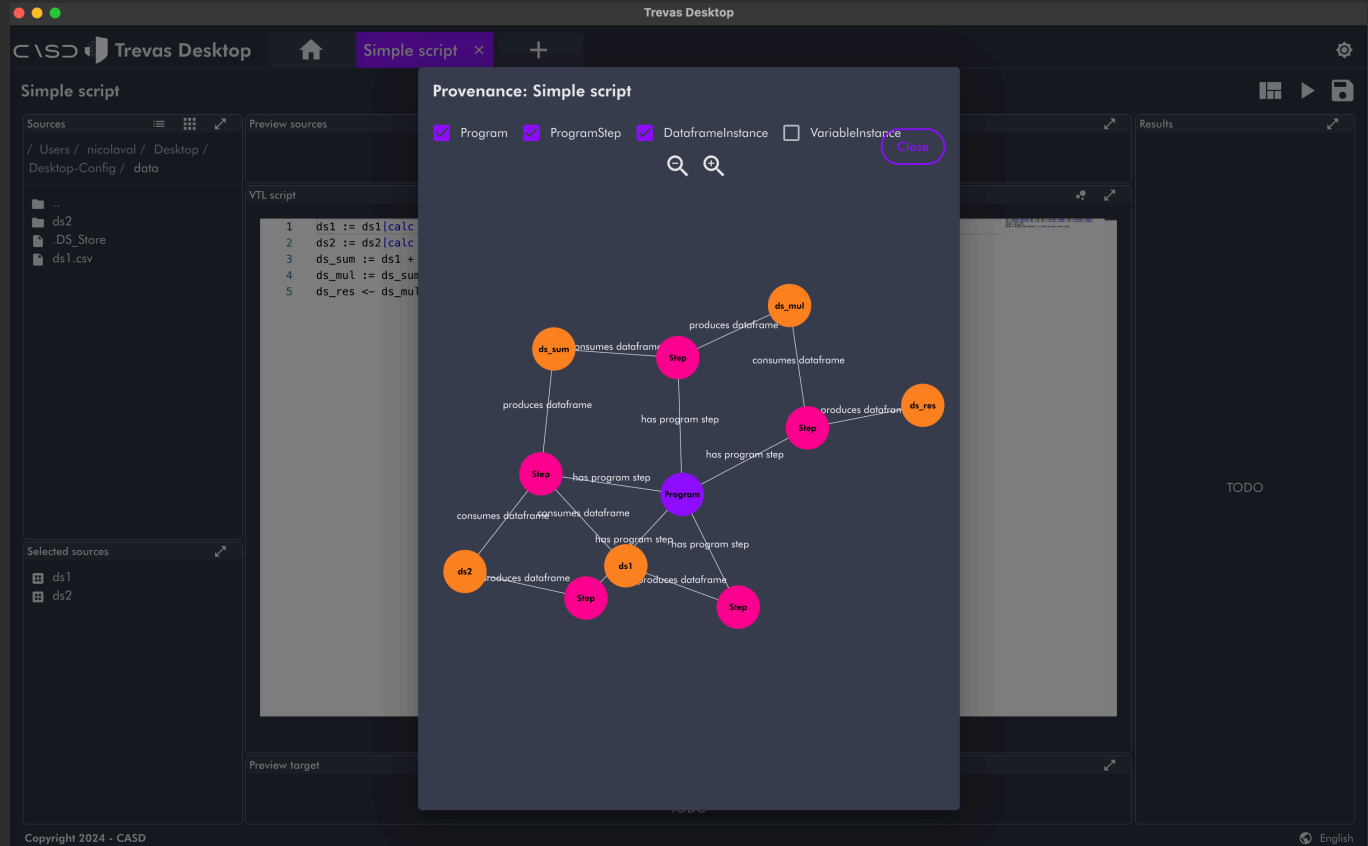 Trevas Desktop
CASD Trevas Desktop
Simple script ×
Simple script
Sources
/ Users / nicolaval / Desktop /
Desktop-Config / data
..
ds2
.DS_Store
ds1.csv
Selected sources
ds1
ds2
Preview sources
VTL script
1 ds1 := ds1[calc
2 ds2 := ds2[calc
3 ds_sum := ds1 +
4 ds_mul := ds_sum
5 ds_res <- ds_mul
Preview target
TODO
Results
TODO
Provenance: Simple script
Program ProgramStep DataframeInstance VariableInstance
Close
ds_mul
produces dataframe
ds_sum
consumes dataframe
Step
consumes dataframe
produces dataframe
ds_res
produces dataframe
has program step
Step
has program step
Step
has program step
Program
consumes dataframe
consumes dataframe
has program step
has program step
ds2
ds1
produces dataframe
produces dataframe
Step
Step
Copyright 2024 - CASD
English